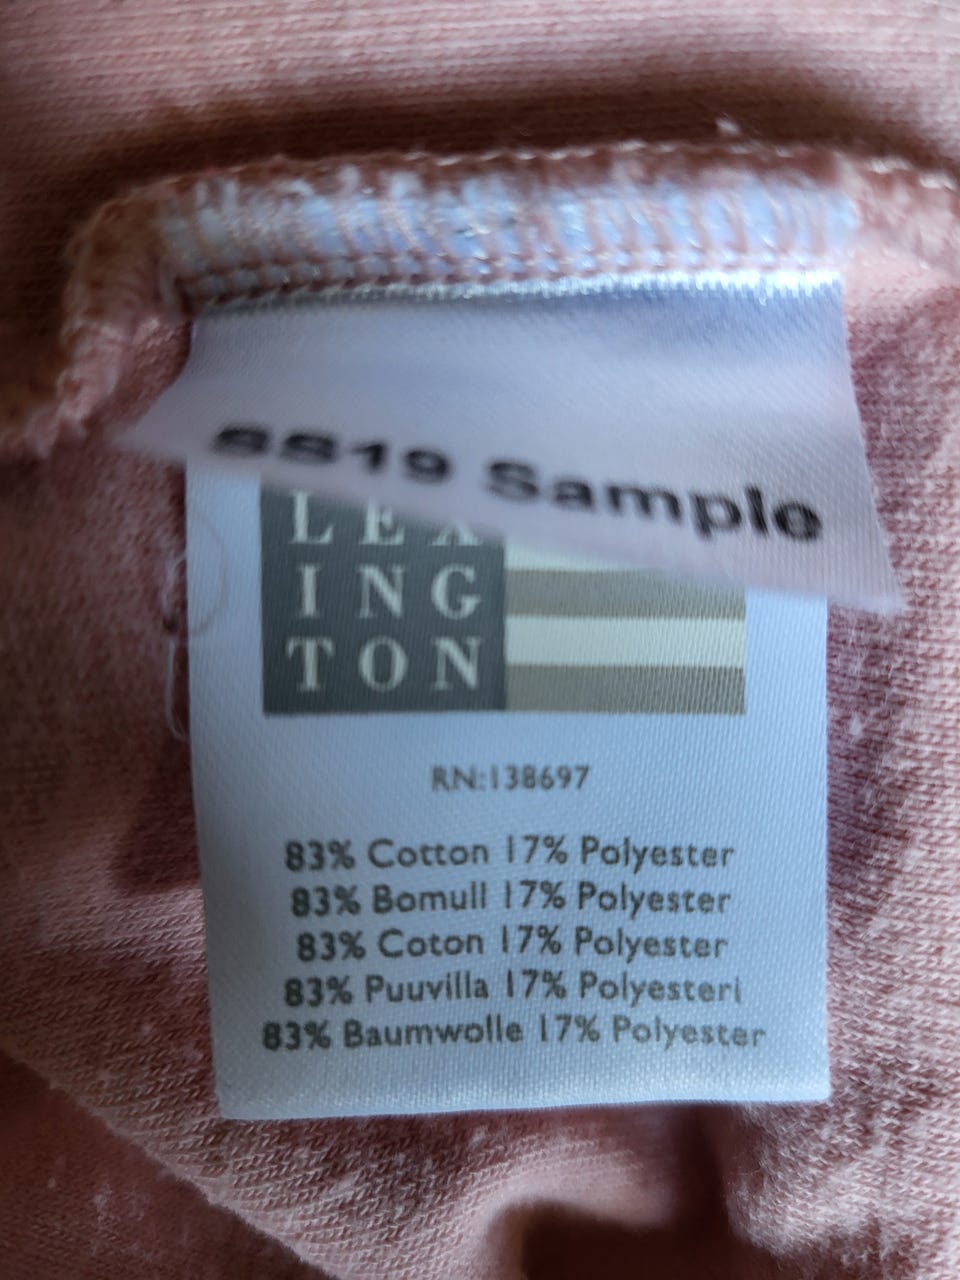 SS19 Sample
LEX
ING
TON
RN:138697
83% Cotton 17% Polyester
83% Bomull 17% Polyester
83% Coton 17% Polyester
83% Puuvilla 17% Polyesteri
83% Baumwolle 17% Polyester